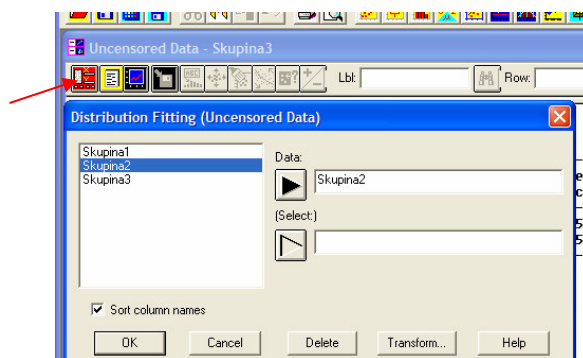 Uncensored Data - Skupina3
Lbl: Row:
Distribution Fitting (Uncensored Data)
Skupina1
Skupina2
Skupina3
Data:
Skupina2
(Select:)
Sort column names
OK Cancel Delete Transform... Help